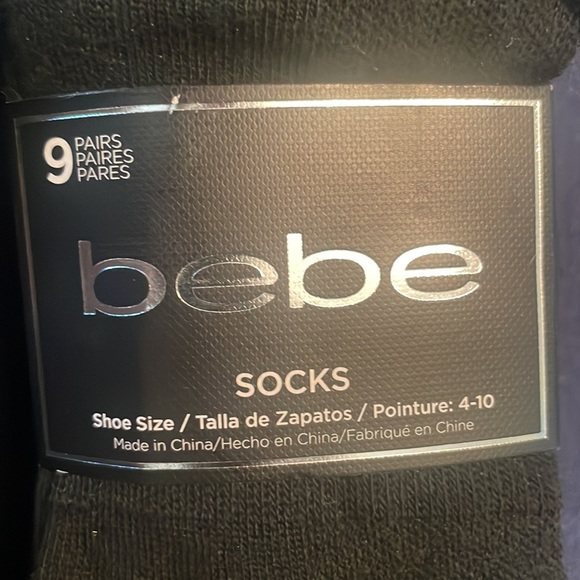 9 PAIRS
PAIRES
PARES
bebe
SOCKS
Shoe Size / Talla de Zapatos / Pointure: 4-10
Made in China/Hecho en China/Fabriqué en Chine